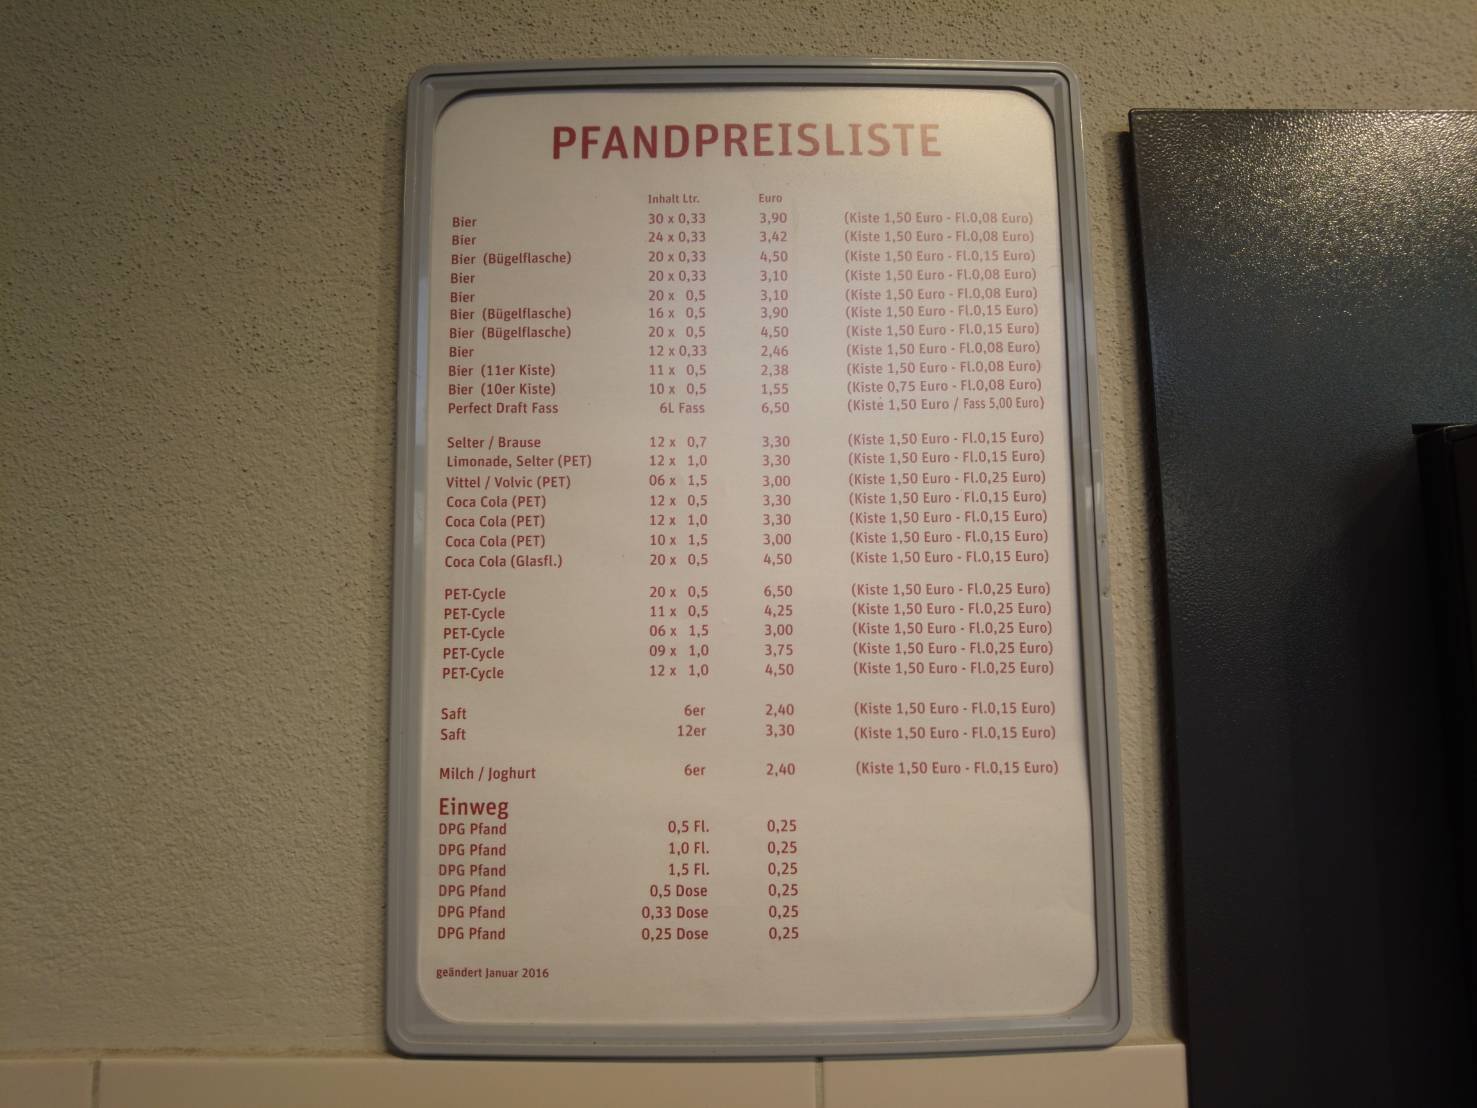 PFANDPREISLISTE
Inhalt Ltr. Euro
Bier 30 x 0,33 3,90 (Kiste 1,50 Euro - Fl.0,08 Euro)
Bier 24 x 0,33 3,42 (Kiste 1,50 Euro - Fl.0,08 Euro)
Bier (Bügelflasche) 20 x 0,33 4,50 (Kiste 1,50 Euro - Fl.0,15 Euro)
Bier 20 x 0,33 3,10 (Kiste 1,50 Euro - Fl.0,08 Euro)
Bier 20 x 0,5 3,10 (Kiste 1,50 Euro - Fl.0,08 Euro)
Bier (Bügelflasche) 16 x 0,5 3,90 (Kiste 1,50 Euro - Fl.0,15 Euro)
Bier (Bügelflasche) 20 x 0,5 4,50 (Kiste 1,50 Euro - Fl.0,15 Euro)
Bier 12 x 0,33 2,46 (Kiste 1,50 Euro - Fl.0,08 Euro)
Bier (11er Kiste) 11 x 0,5 2,38 (Kiste 1,50 Euro - Fl.0,08 Euro)
Bier (10er Kiste) 10 x 0,5 1,55 (Kiste 0,75 Euro - Fl.0,08 Euro)
Perfect Draft Fass 6L Fass 6,50 (Kiste 1,50 Euro / Fass 5,00 Euro)
Selter / Brause 12 x 0,7 3,30 (Kiste 1,50 Euro - Fl.0,15 Euro)
Limonade, Selter (PET) 12 x 1,0 3,30 (Kiste 1,50 Euro - Fl.0,15 Euro)
Vittel / Volvic (PET) 06 x 1,5 3,00 (Kiste 1,50 Euro - Fl.0,25 Euro)
Coca Cola (PET) 12 x 0,5 3,30 (Kiste 1,50 Euro - Fl.0,15 Euro)
Coca Cola (PET) 12 x 1,0 3,30 (Kiste 1,50 Euro - Fl.0,15 Euro)
Coca Cola (PET) 10 x 1,5 3,00 (Kiste 1,50 Euro - Fl.0,15 Euro)
Coca Cola (Glasfl.) 20 x 0,5 4,50 (Kiste 1,50 Euro - Fl.0,15 Euro)
PET-Cycle 20 x 0,5 6,50 (Kiste 1,50 Euro - Fl.0,25 Euro)
PET-Cycle 11 x 0,5 4,25 (Kiste 1,50 Euro - Fl.0,25 Euro)
PET-Cycle 06 x 1,5 3,00 (Kiste 1,50 Euro - Fl.0,25 Euro)
PET-Cycle 09 x 1,0 3,75 (Kiste 1,50 Euro - Fl.0,25 Euro)
PET-Cycle 12 x 1,0 4,50 (Kiste 1,50 Euro - Fl.0,25 Euro)
Saft 6er 2,40 (Kiste 1,50 Euro - Fl.0,15 Euro)
Saft 12er 3,30 (Kiste 1,50 Euro - Fl.0,15 Euro)
Milch / Joghurt 6er 2,40 (Kiste 1,50 Euro - Fl.0,15 Euro)
Einweg
DPG Pfand 0,5 Fl. 0,25
DPG Pfand 1,0 Fl. 0,25
DPG Pfand 1,5 Fl. 0,25
DPG Pfand 0,5 Dose 0,25
DPG Pfand 0,33 Dose 0,25
DPG Pfand 0,25 Dose 0,25
geändert Januar 2016